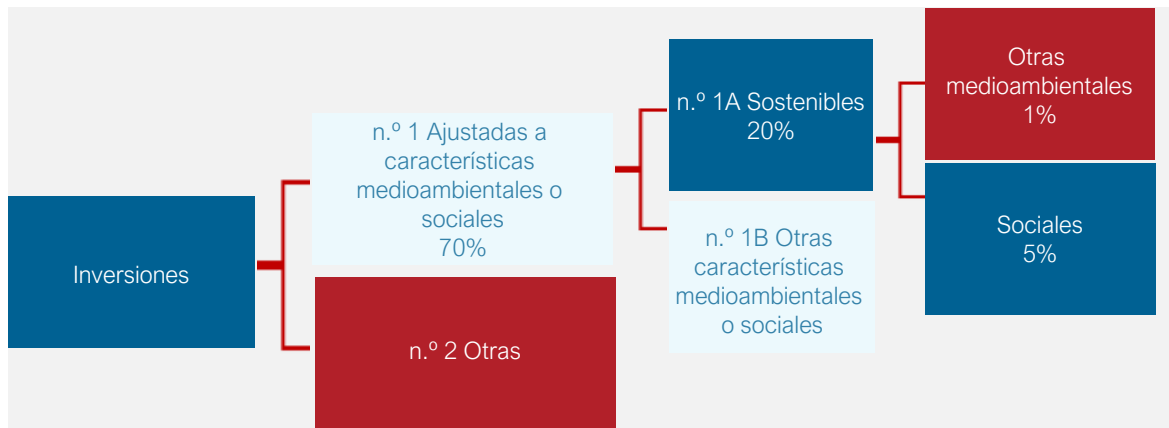 Inversiones
n.º 1 Ajustadas a
características
medioambientales o
sociales
70%
n.º 2 Otras
n.º 1A Sostenibles
20%
n.º 1B Otras
características
medioambientales
o sociales
Otras
medioambientales
1%
Sociales
5%